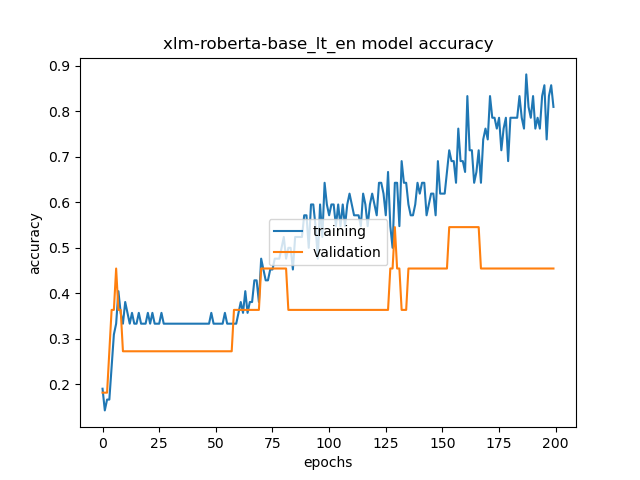 xlm-roberta-base_lt_en model accuracy
0.9
0.8
0.7
0.6
0.5
0.4
0.3
0.2
accuracy
training
validation
0 25 50 75 100 125 150 175 200
epochs